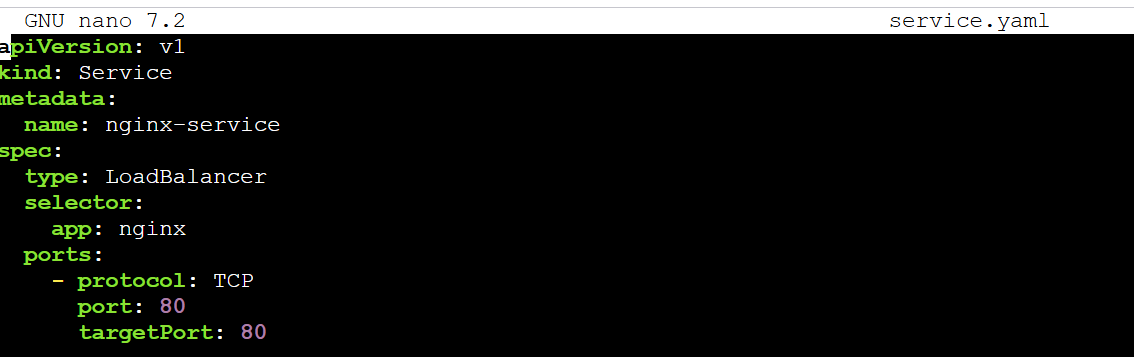 GNU nano 7.2 service.yaml
apiVersion: v1
kind: Service
metadata:
  name: nginx-service
spec:
  type: LoadBalancer
  selector:
    app: nginx
  ports:
    - protocol: TCP
      port: 80
      targetPort: 80